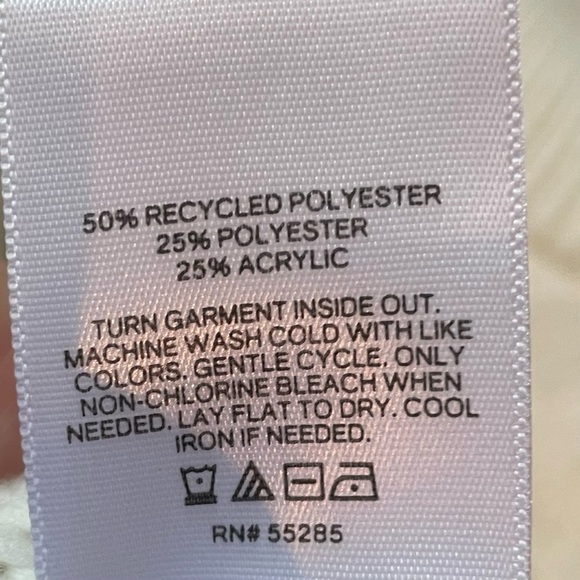 50% RECYCLED POLYESTER
25% POLYESTER
25% ACRYLIC
TURN GARMENT INSIDE OUT.
MACHINE WASH COLD WITH LIKE
COLORS. GENTLE CYCLE. ONLY
NON-CHLORINE BLEACH WHEN
NEEDED. LAY FLAT TO DRY. COOL
IRON IF NEEDED.
RN# 55285